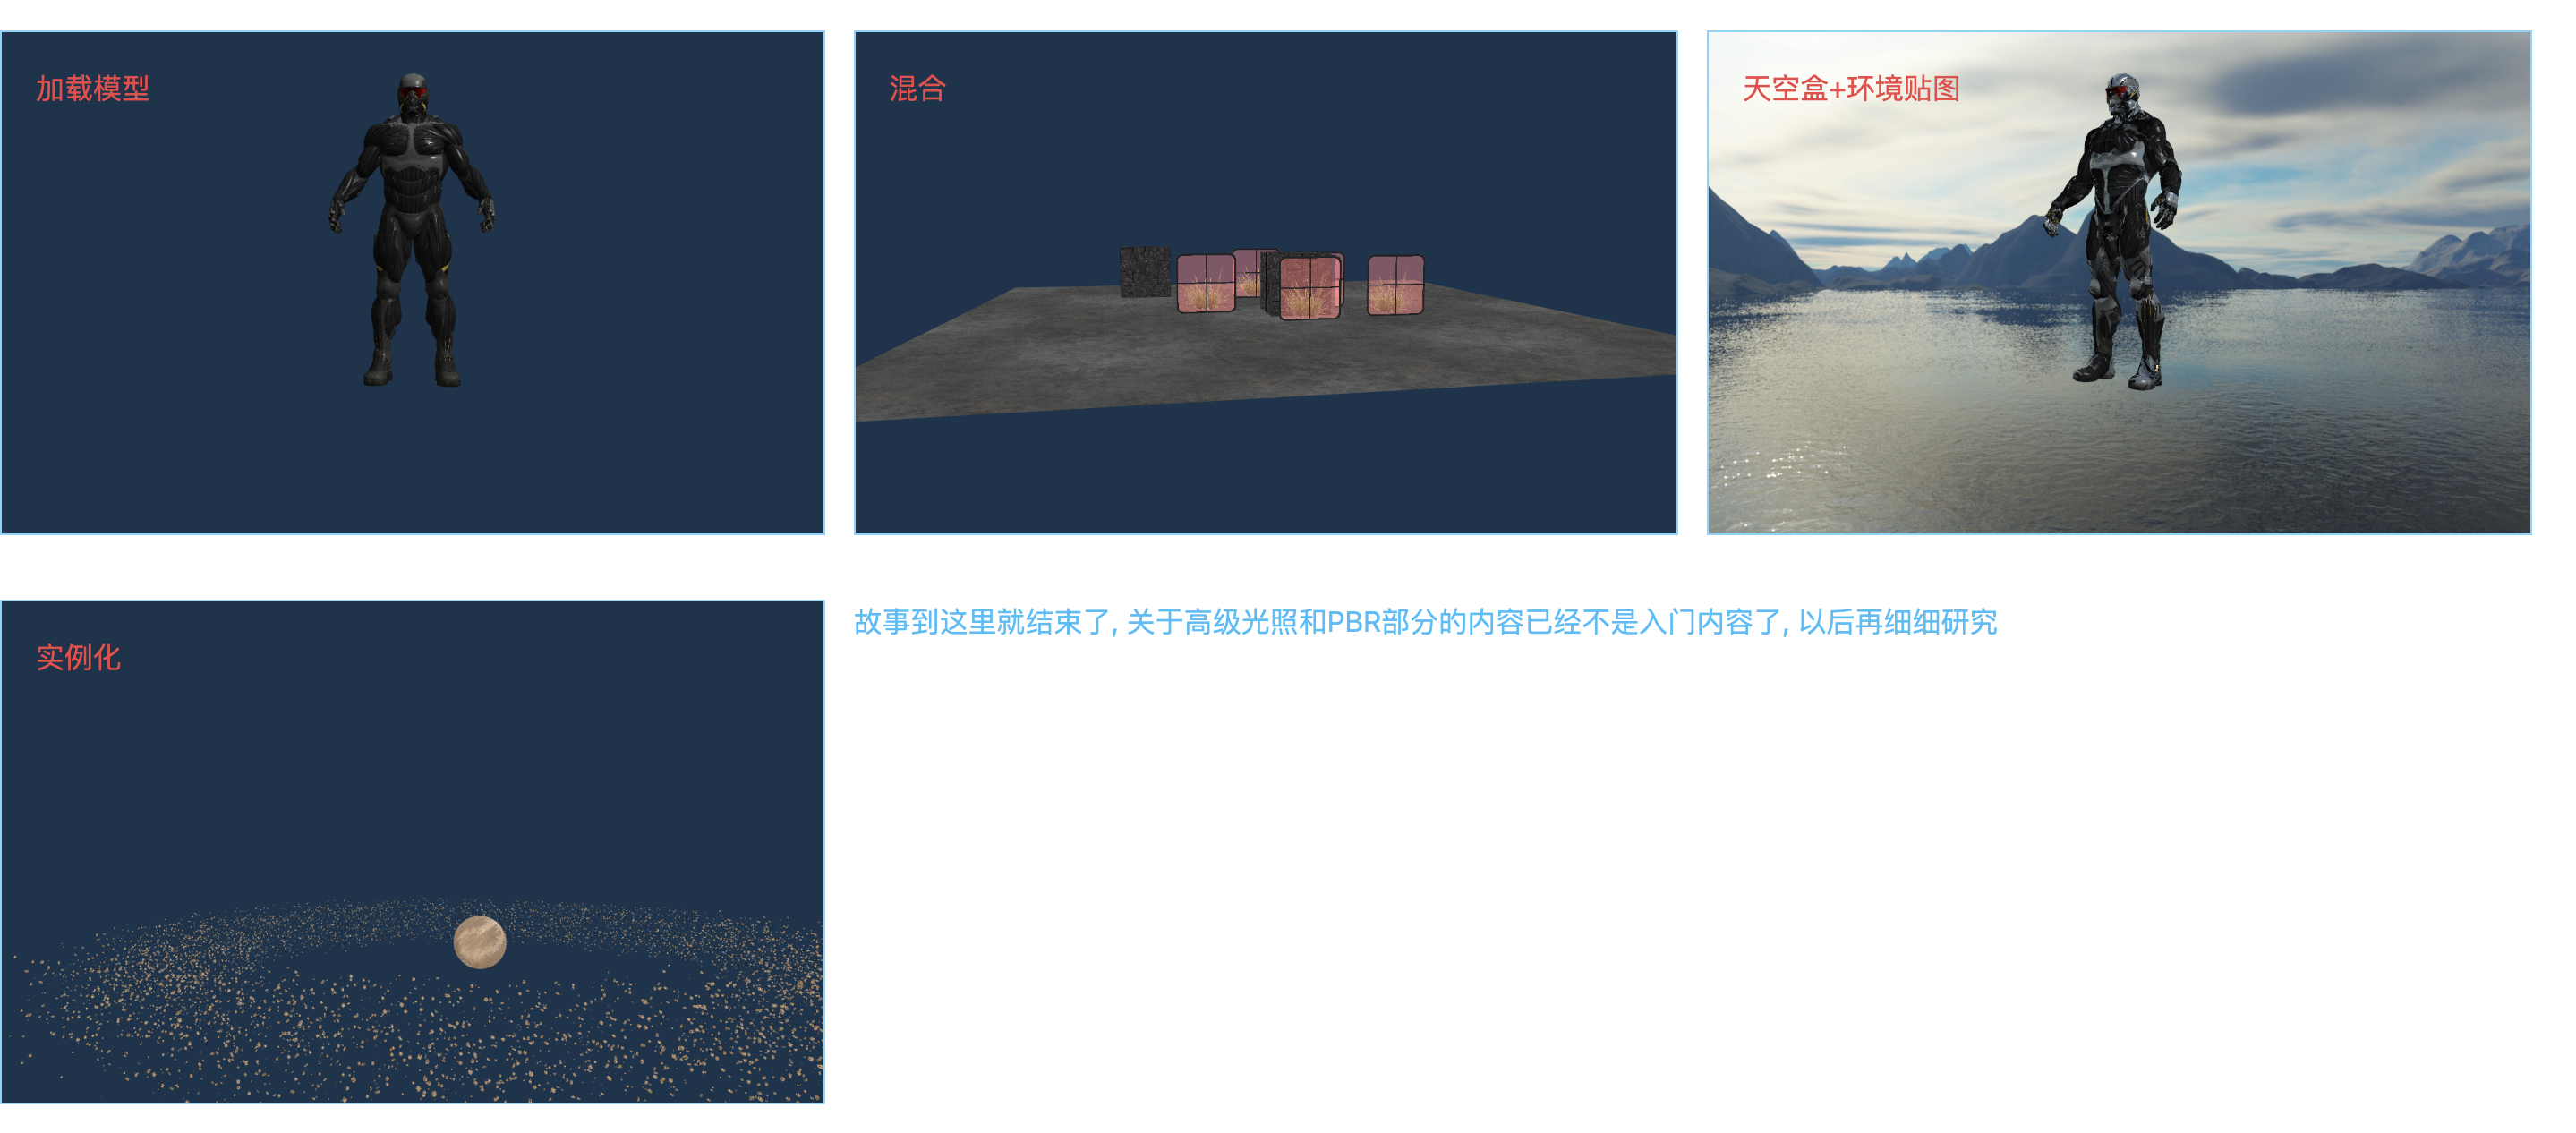 加载模型
混合
天空盒+环境贴图
实例化
故事到这里就结束了, 关于高级光照和PBR部分的内容已经不是入门内容了, 以后再细细研究